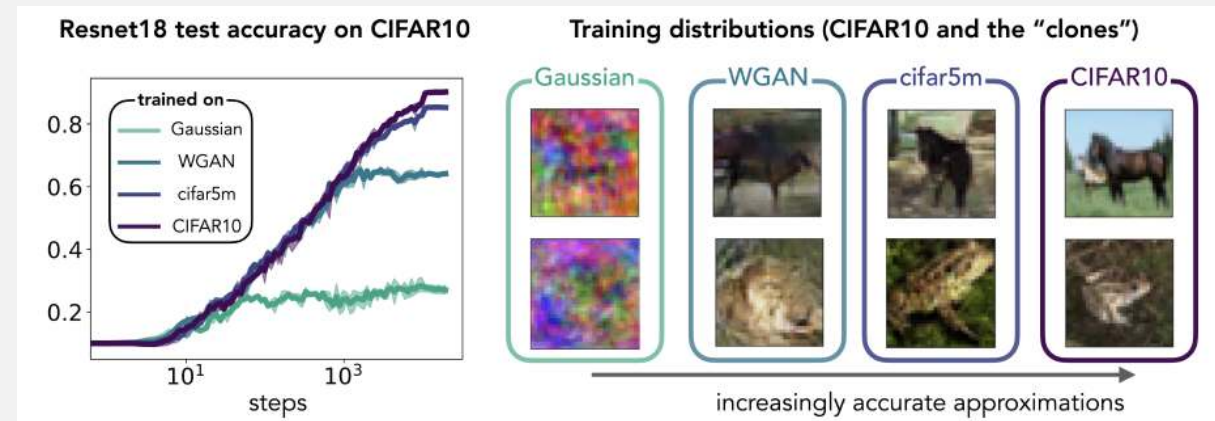 Resnet18 test accuracy on CIFAR10
0.8
0.6
0.4
0.2
trained on
Gaussian
WGAN
cifar5m
CIFAR10
10¹
10³
steps
Training distributions (CIFAR10 and the “clones”)
Gaussian
WGAN
cifar5m
CIFAR10
increasingly accurate approximations